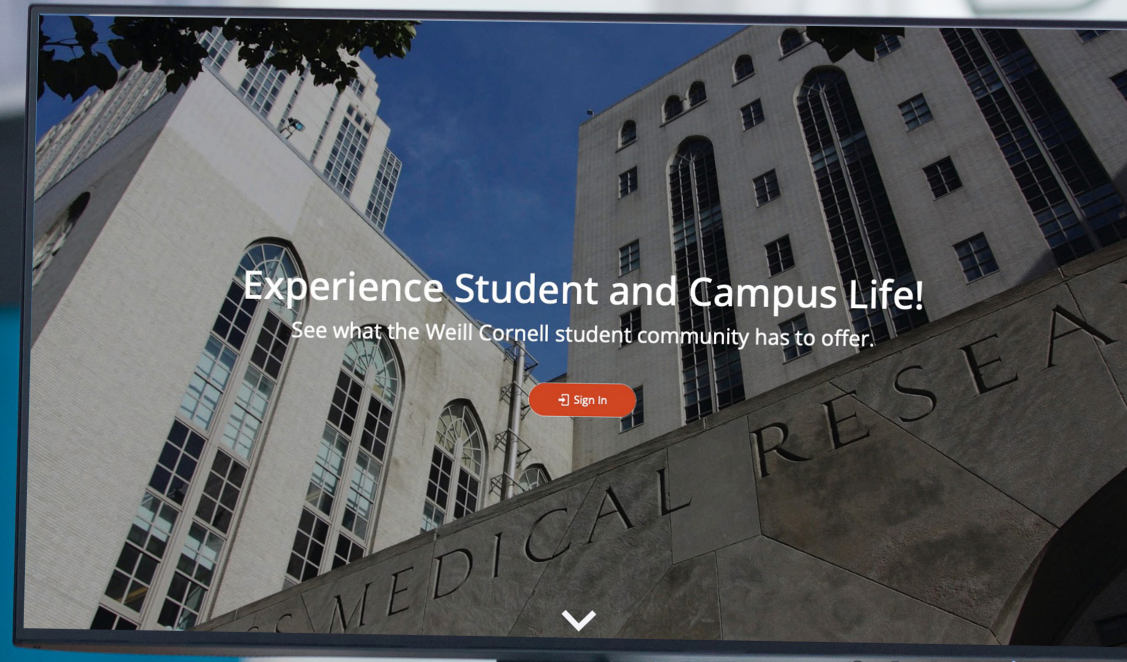 Experience Student and Campus Life!
See what the Weill Cornell student community has to offer.
Sign In
MEDICAL RESEA